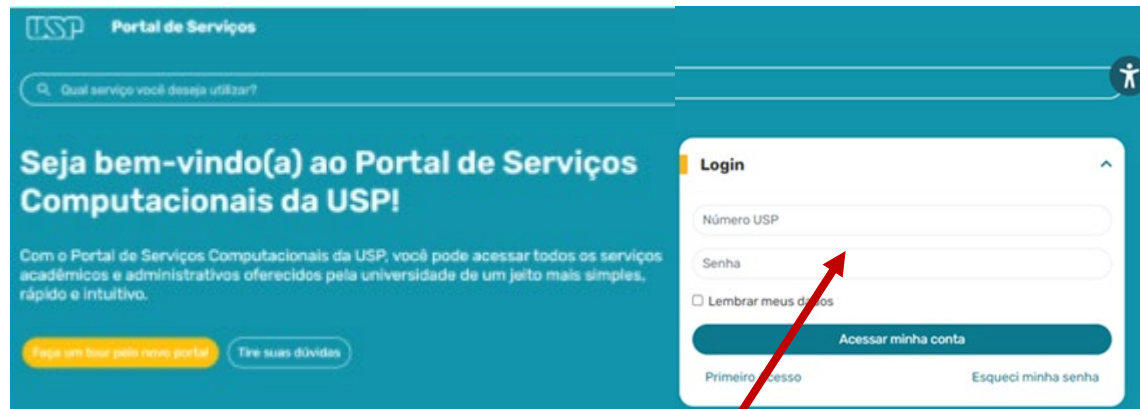 USP Portal de Serviços
Qual serviço você deseja utilizar?
Seja bem-vindo(a) ao Portal de Serviços
Computacionais da USP!
Com o Portal de Serviços Computacionais da USP, você pode acessar todos os serviços
acadêmicos e administrativos oferecidos pela universidade de um jeito mais simples,
rápido e intuitivo.
Faça um tour pelo novo portal Tire suas dúvidas
Login
Número USP
Senha
Lembrar meus dados
Acessar minha conta
Primeiro Acesso Esqueci minha senha